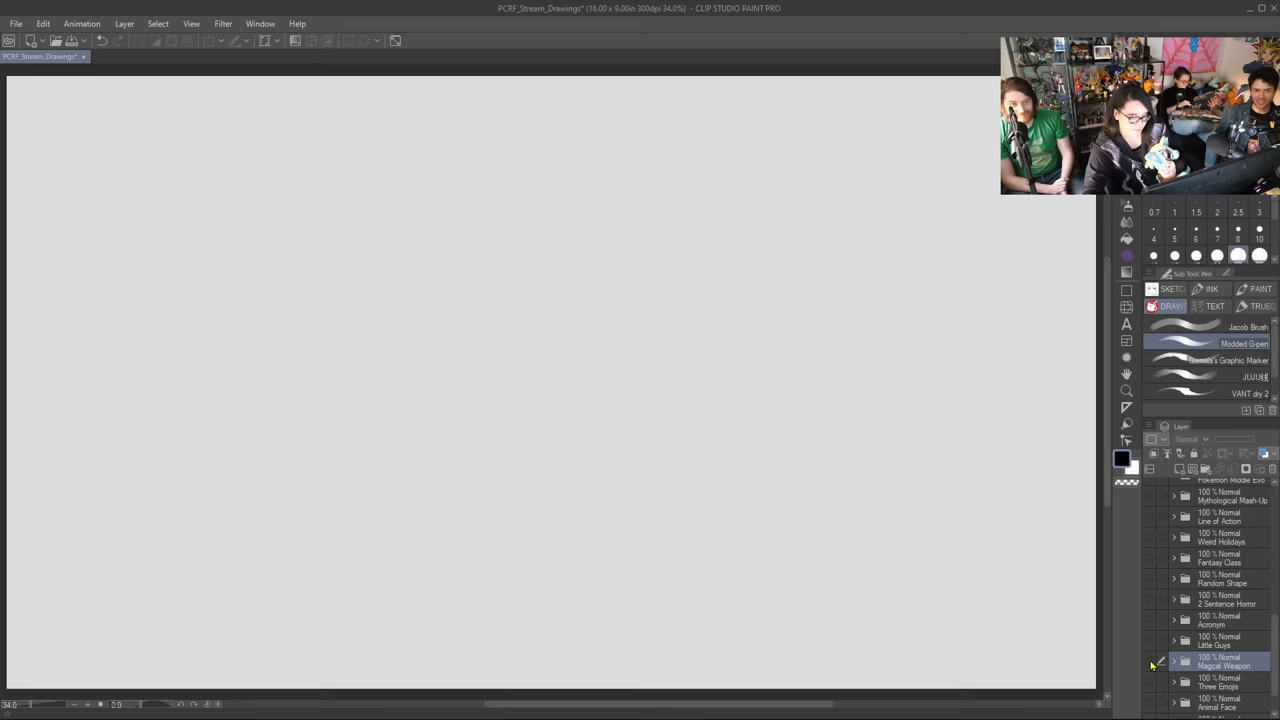 PCRF_Stream_Drawings* (16.00 x 9.00in 300dpi 34.0%) - CLIP STUDIO PAINT PRO
File Edit Animation Layer Select View Filter Window Help
PCRF_Stream_Drawings*
0.7 1 1.5 2 2.5 3
4 5 6 7 8 10
Sub Tool: Pen
SKETC INK PAINT
DRAW TEXT TRUE
Jacob Brush
Modded G-pen
Graphic Marker
VANT dry 2
Layer
Normal
Pokemon Middle Evo
100 % Normal
Mythological Mash-Up
100 % Normal
Line of Action
100 % Normal
Weird Holidays
100 % Normal
Fantasy Class
100 % Normal
Random Shape
100 % Normal
2 Sentence Horror
100 % Normal
Acronym
100 % Normal
Little Guys
100 % Normal
Magcal Weapon
100 % Normal
Three Emojis
100 % Normal
Animal Face
34.0 0.0